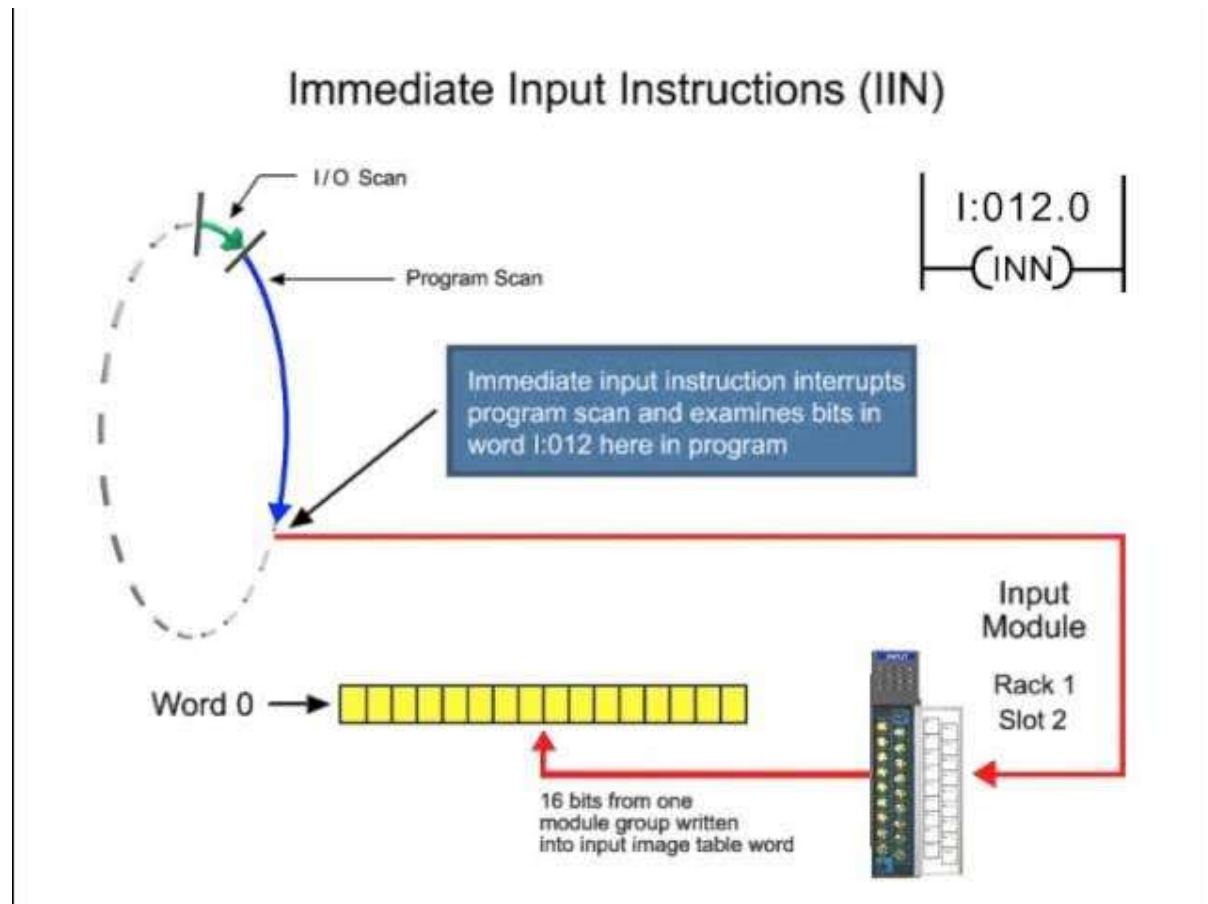 Immediate Input Instructions (IIN)
I/O Scan
Program Scan
I:012.0
(INN)
Immediate input instruction interrupts
program scan and examines bits in
word I:012 here in program
Input
Module
Rack 1
Slot 2
Word 0
16 bits from one
module group written
into input image table word
INPUT